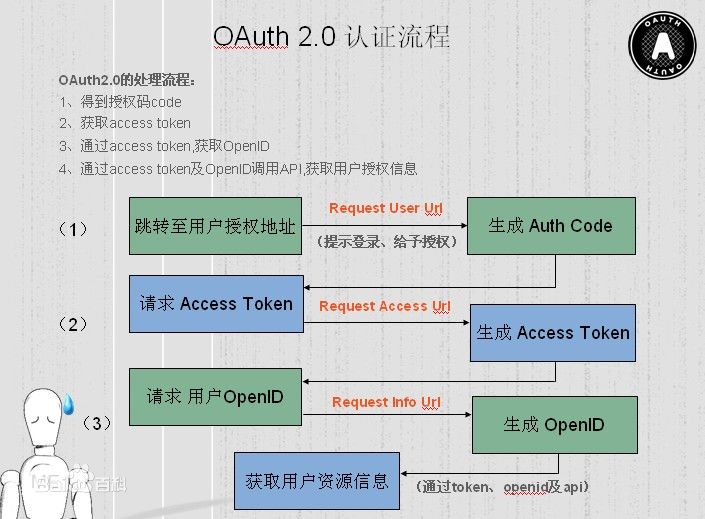 OAuth 2.0 认证流程
OAUTH
A
OAUTH
OAuth2.0的处理流程：
1、得到授权码code
2、获取access token
3、通过access token,获取OpenID
4、通过access token及OpenID调用API,获取用户授权信息
（1）
跳转至用户授权地址
Request User Url
（提示登录、给予授权）
生成 Auth Code
（2）
请求 Access Token
Request Access Url
生成 Access Token
（3）
请求 用户OpenID
Request Info Url
生成 OpenID
获取用户资源信息
（通过token、openid及api）
Bai百科